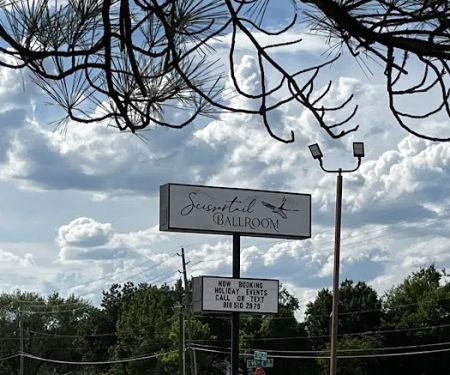 Scissortail
BALLROOM
NOW BOOKING
HOLIDAY EVENTS
CALL OR TEXT